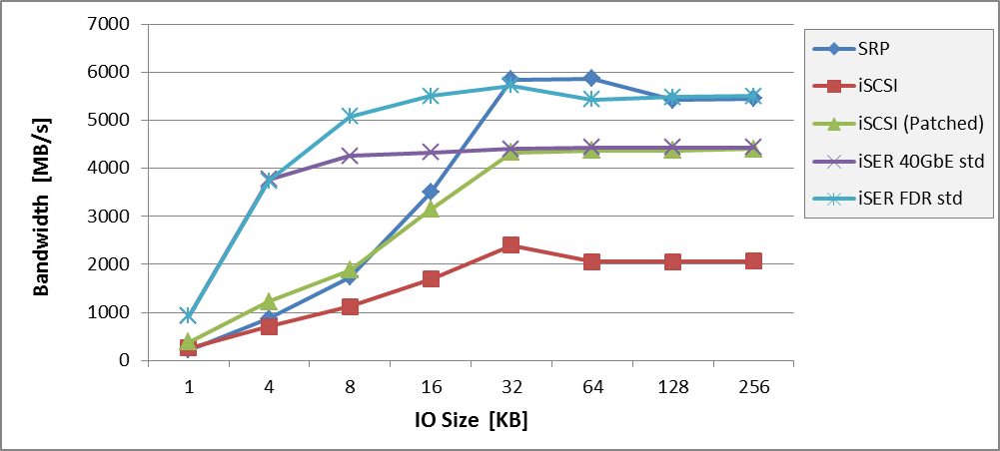 7000
6000
5000
4000
3000
2000
1000
0
Bandwidth [MB/s]
1 4 8 16 32 64 128 256
IO Size [KB]
SRP
iSCSI
iSCSI (Patched)
iSER 40GbE std
iSER FDR std